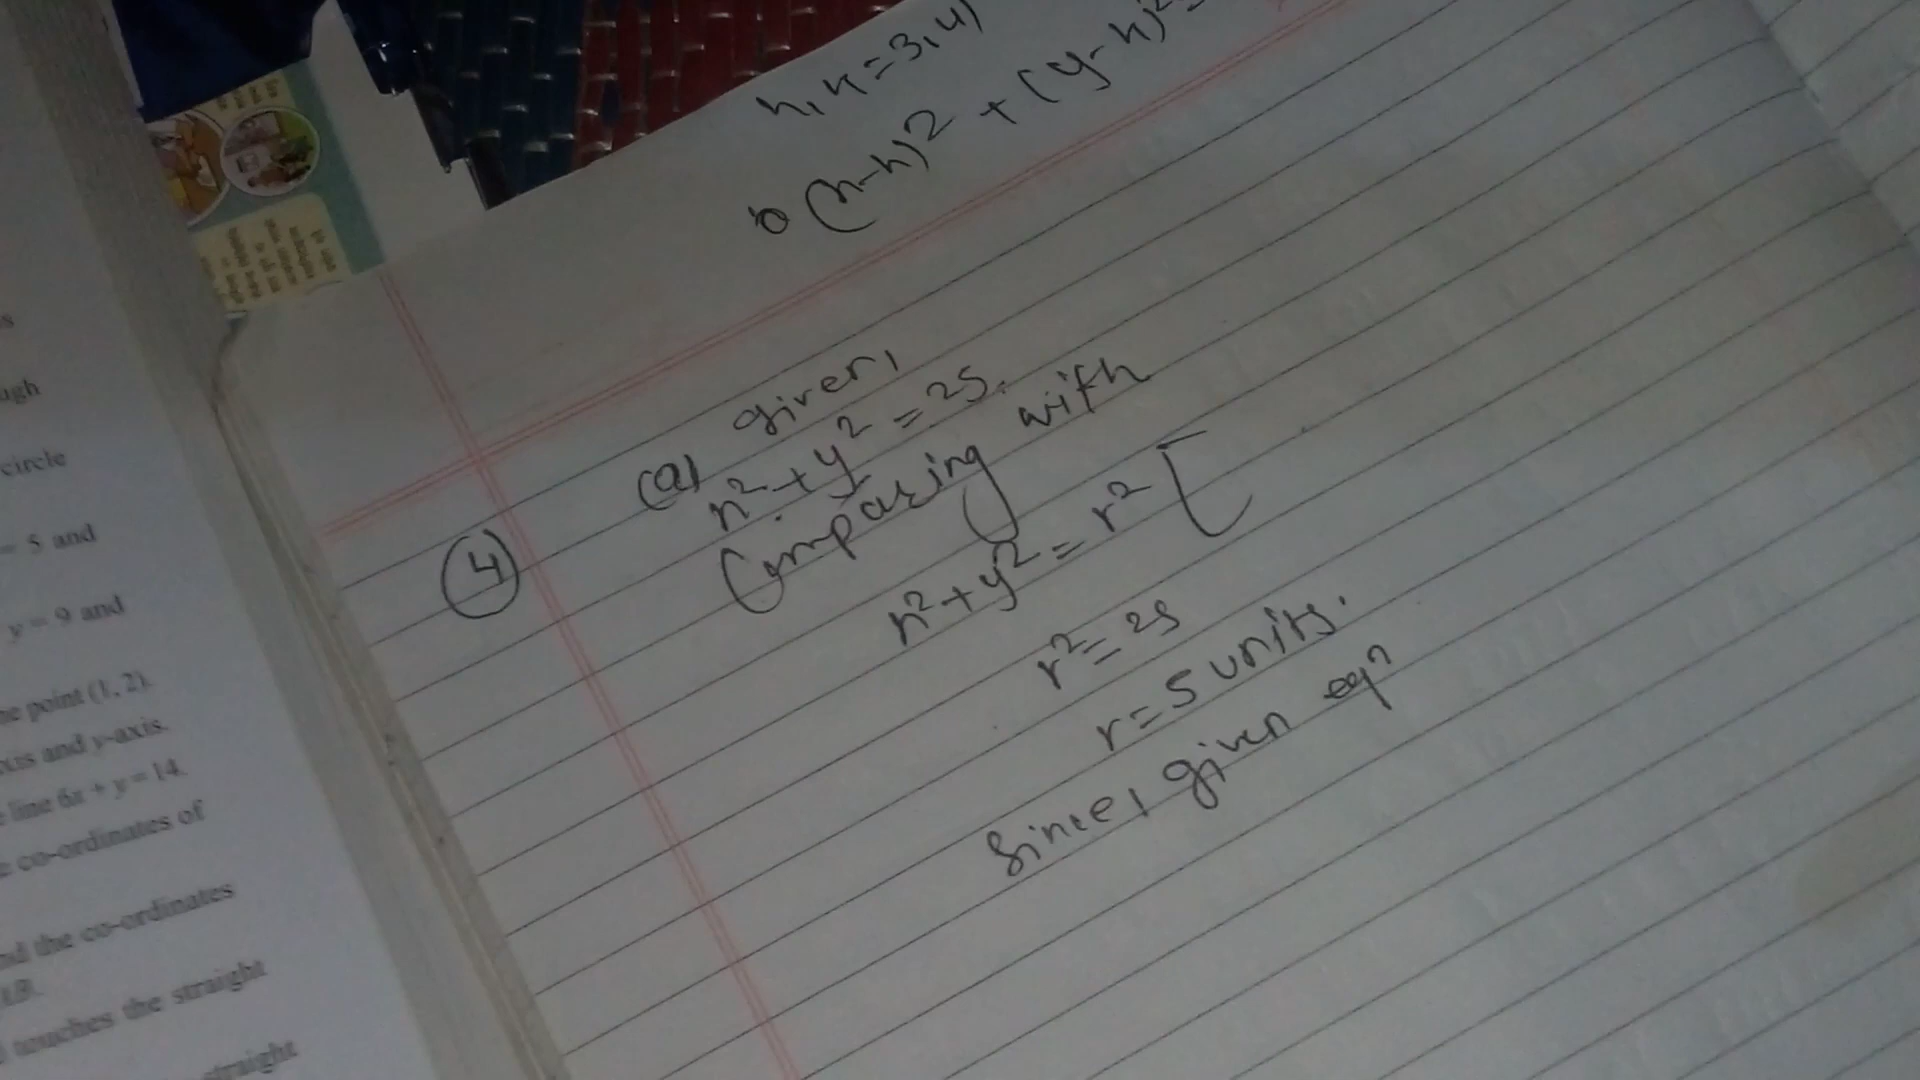 h, k = 3, 4)
(x-h)2 + (y-h)2
given,
(a)
x² + y² = 25.
④
Comparing with
x² + y² = r² [
r² = 25
r = 5 units.
Since, given eqn
ugh
circle
= 5 and
y = 9 and
point (1, 2).
and y-axis.
line 6x + y = 14.
co-ordinates of
the co-ordinates
AB.
touches the straight
straight